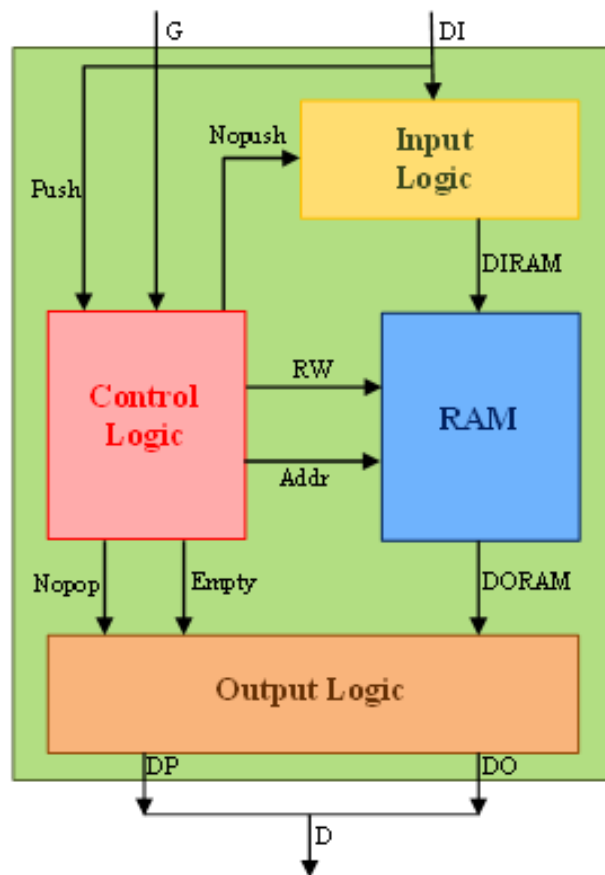 G
DI
Nopush
Input
Logic
Push
DIRAM
RW
Control
Logic
RAM
Addr
Nopop
Empty
DORAM
Output Logic
DP
DO
D